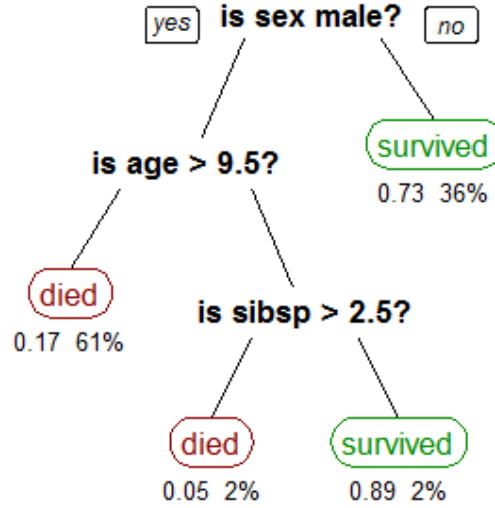 yes is sex male? no
is age > 9.5?
survived
0.73 36%
died
0.17 61%
is sibsp > 2.5?
died survived
0.05 2% 0.89 2%